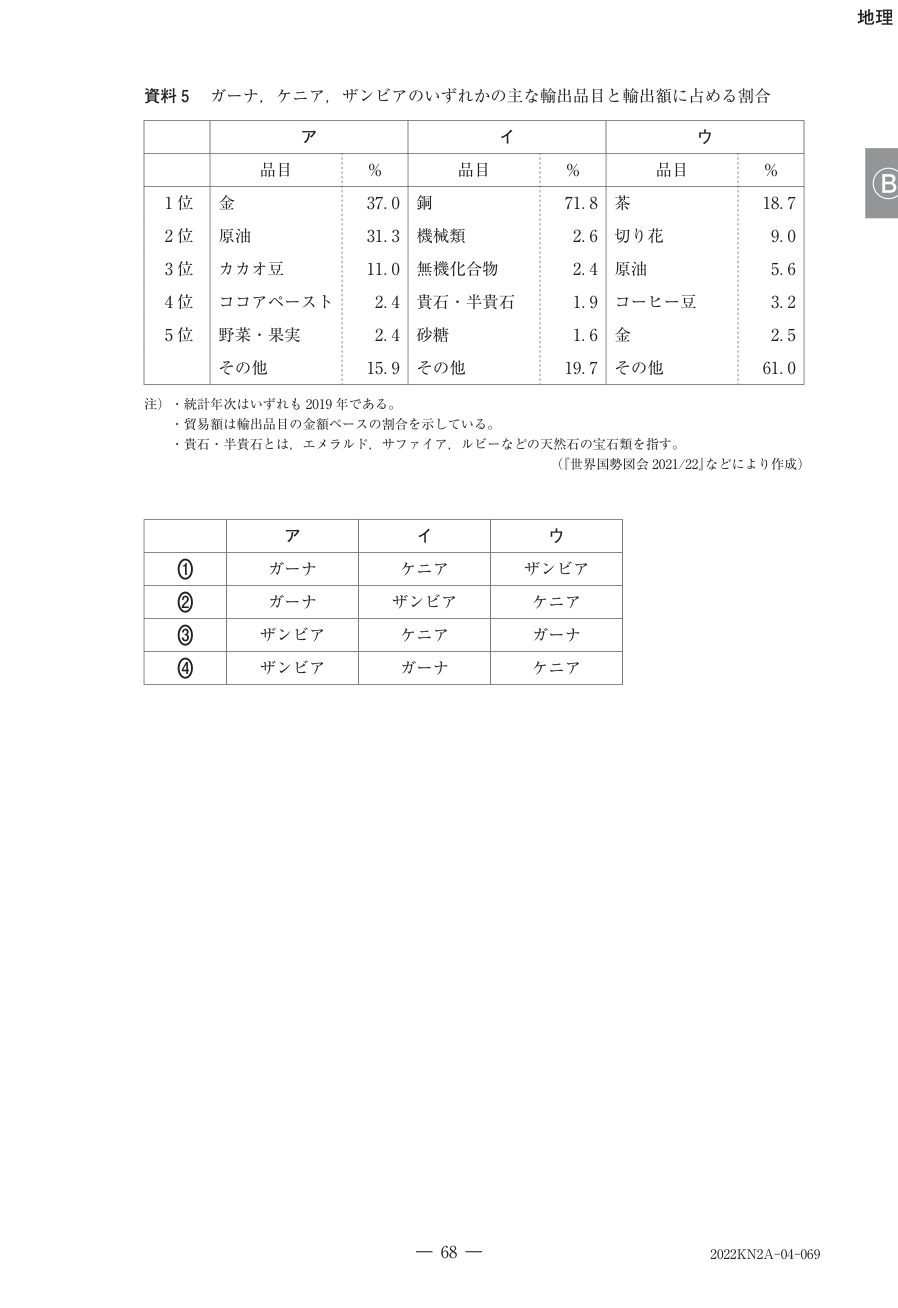 地理
資料5 ガーナ，ケニア，ザンビアのいずれかの主な輸出品目と輸出額に占める割合
ア イ ウ
品目 % 品目 % 品目 %
1位 金 37.0 銅 71.8 茶 18.7
2位 原油 31.3 機械類 2.6 切り花 9.0
3位 カカオ豆 11.0 無機化合物 2.4 原油 5.6
4位 ココアペースト 2.4 貴石・半貴石 1.9 コーヒー豆 3.2
5位 野菜・果実 2.4 砂糖 1.6 金 2.5
その他 15.9 その他 19.7 その他 61.0
注）・統計年次はいずれも2019年である。
・貿易額は輸出品目の金額ベースの割合を示している。
・貴石・半貴石とは，エメラルド，サファイア，ルビーなどの天然石の宝石類を指す。
（『世界国勢図会2021/22』などにより作成）
ア イ ウ
① ガーナ ケニア ザンビア
② ガーナ ザンビア ケニア
③ ザンビア ケニア ガーナ
④ ザンビア ガーナ ケニア
Ⓑ
― 68 ―
2022KN2A-04-069